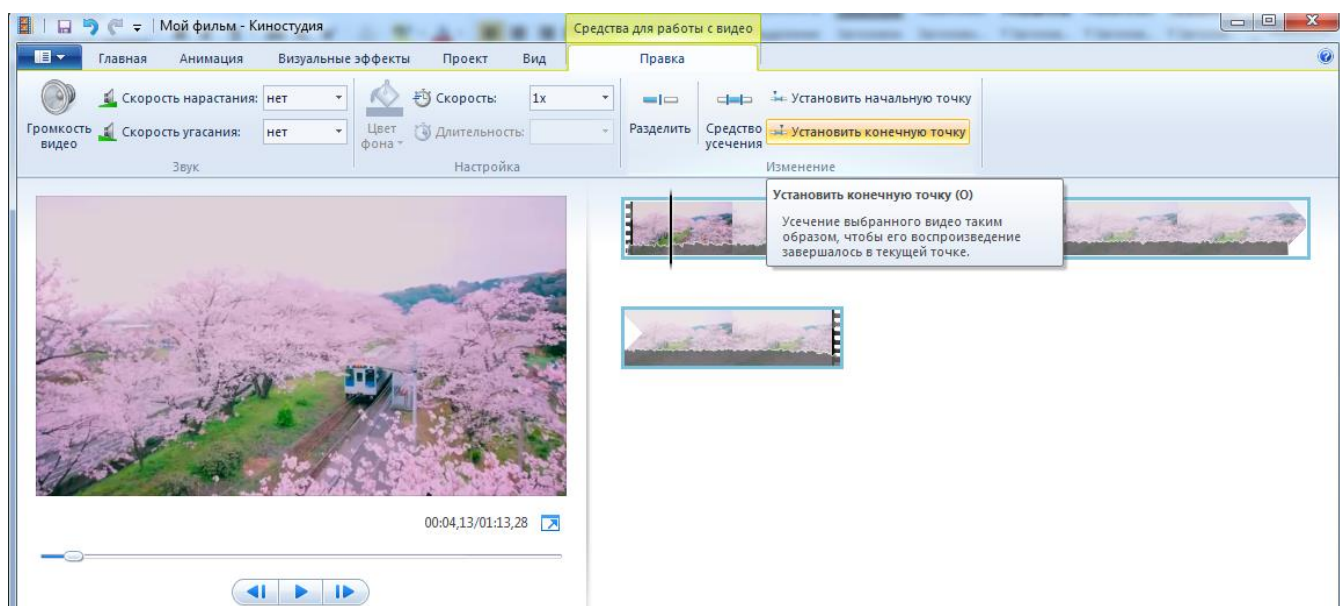 Мой фильм - Киностудия
Средства для работы с видео
Главная Анимация Визуальные эффекты Проект Вид Правка
Громкость видео
Скорость нарастания: нет
Скорость угасания: нет
Звук
Цвет фона
Скорость: 1x
Длительность:
Настройка
Разделить
Средство усечения
Установить начальную точку
Установить конечную точку
Изменение
Установить конечную точку (O)
Усечение выбранного видео таким
образом, чтобы его воспроизведение
завершалось в текущей точке.
00:04,13/01:13,28